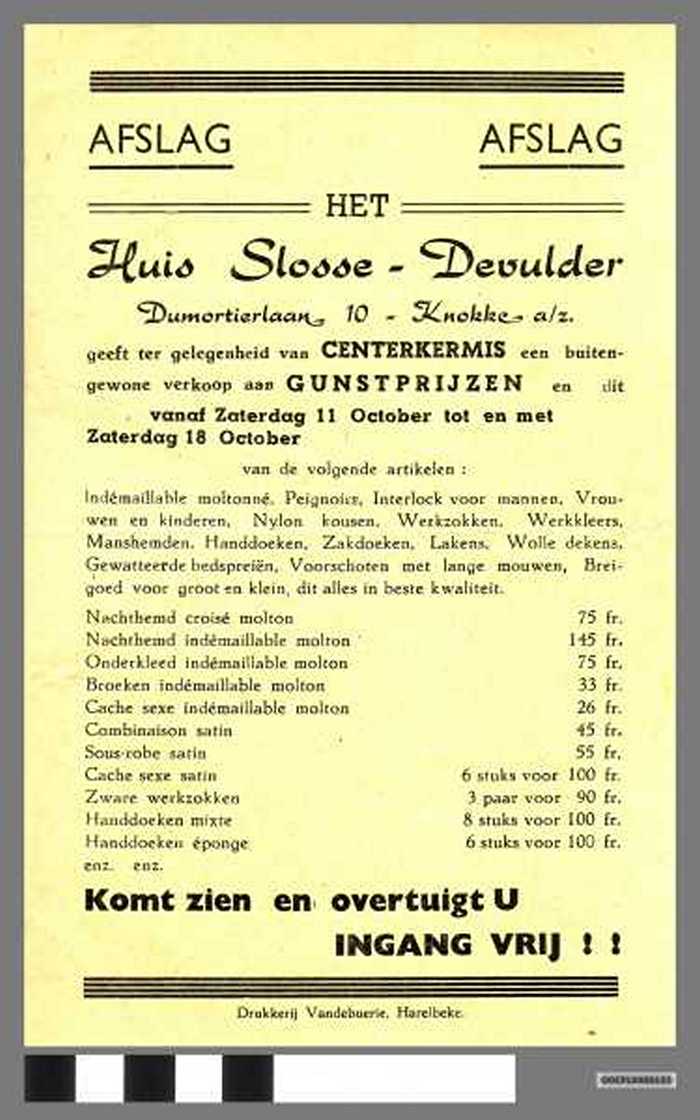 AFSLAG AFSLAG
HET
Huis Slosse - Devulder
Dumortierlaan, 10 - Knokke a/z.
geeft ter gelegenheid van CENTERKERMIS een buiten-
gewone verkoop aan GUNSTPRIJZEN en dit
vanaf Zaterdag 11 October tot en met
Zaterdag 18 October
van de volgende artikelen :
Indémaillable moltonné, Peignoirs, Interlock voor mannen, Vrou-
wen en kinderen, Nylon kousen, Werkzokken, Werkkleers,
Manshemden, Handdoeken, Zakdoeken, Lakens, Wolle dekens,
Gewatteerde bedspreiën, Voorschoten met lange mouwen, Brei-
goed voor groot en klein, dit alles in beste kwaliteit.
Nachthemd croisé molton 75 fr.
Nachthemd indémaillable molton 145 fr.
Onderkleed indémaillable molton 75 fr.
Broeken indémaillable molton 33 fr.
Cache sexe indémaillable molton 26 fr.
Combinaison satin 45 fr.
Sous-robe satin 55 fr.
Cache sexe satin 6 stuks voor 100 fr.
Zware werkzokken 3 paar voor 90 fr.
Handdoeken mixte 8 stuks voor 100 fr.
Handdoeken éponge 6 stuks voor 100 fr.
enz. enz.
Komt zien en overtuigt U
INGANG VRIJ ! !
Drukkerij Vandebuerie, Harelbeke.